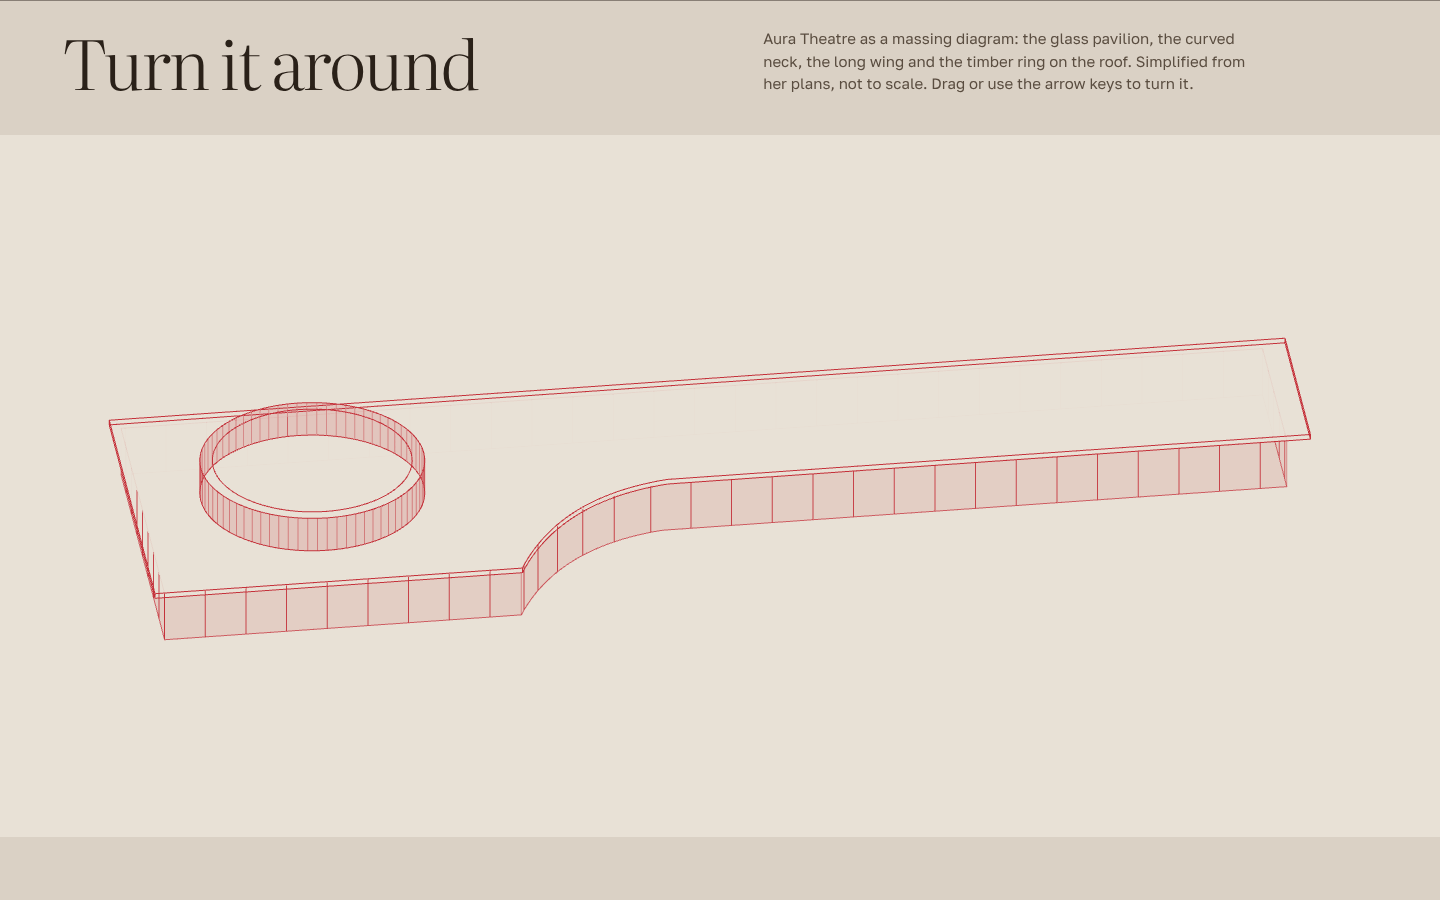 Turn it around
Aura Theatre as a massing diagram: the glass pavilion, the curved
neck, the long wing and the timber ring on the roof. Simplified from
her plans, not to scale. Drag or use the arrow keys to turn it.